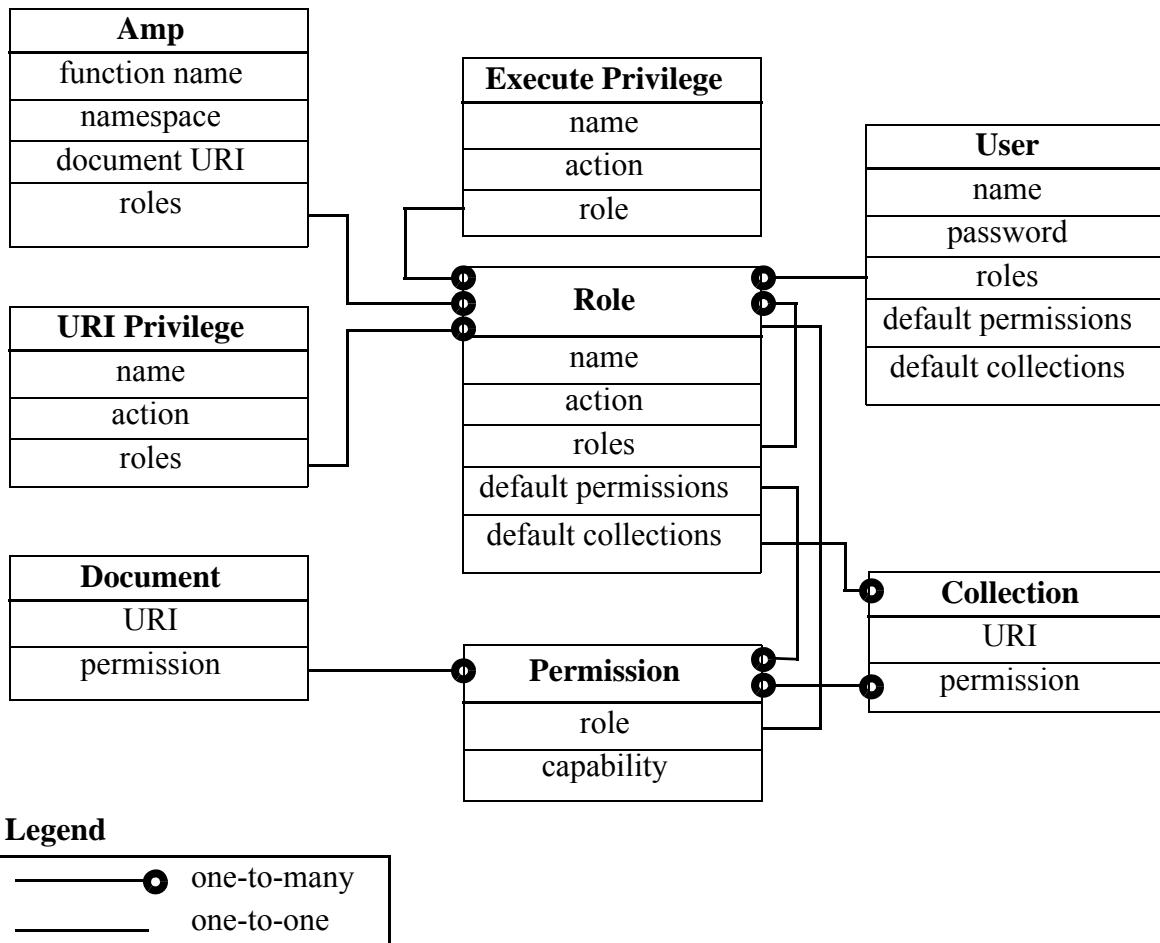 Amp
function name
namespace
document URI
roles
Execute Privilege
name
action
role
User
name
password
roles
default permissions
default collections
URI Privilege
name
action
roles
Role
name
action
roles
default permissions
default collections
Document
URI
permission
Permission
role
capability
Collection
URI
permission
Legend
one-to-many
one-to-one